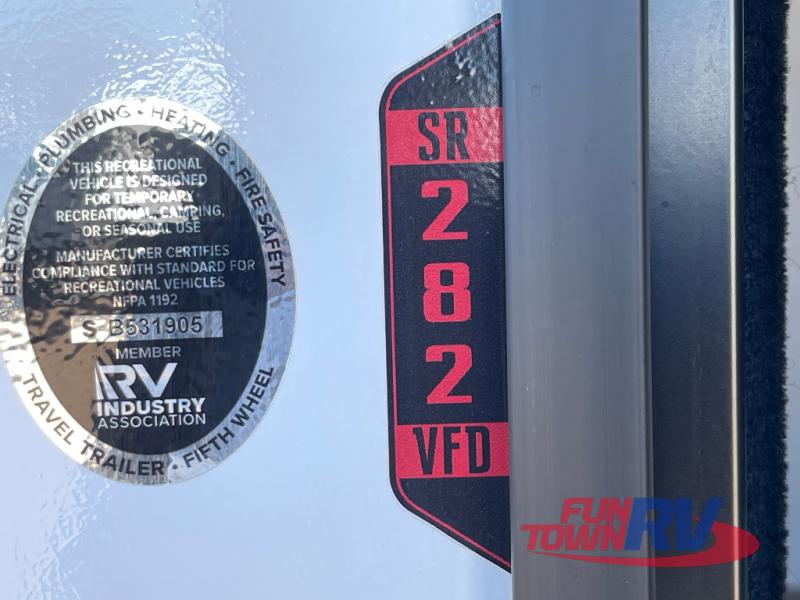 ELECTRICAL · PLUMBING · HEATING · FIRE SAFETY
THIS RECREATIONAL
VEHICLE IS DESIGNED
FOR TEMPORARY
RECREATIONAL, CAMPING,
OR SEASONAL USE
MANUFACTURER CERTIFIES
COMPLIANCE WITH STANDARD FOR
RECREATIONAL VEHICLES
NFPA 1192
S B531905
MEMBER
RV
INDUSTRY
ASSOCIATION
TRAVEL TRAILER · FIFTH WHEEL
SR
2
8
2
VFD
FUN
TOWN
RV